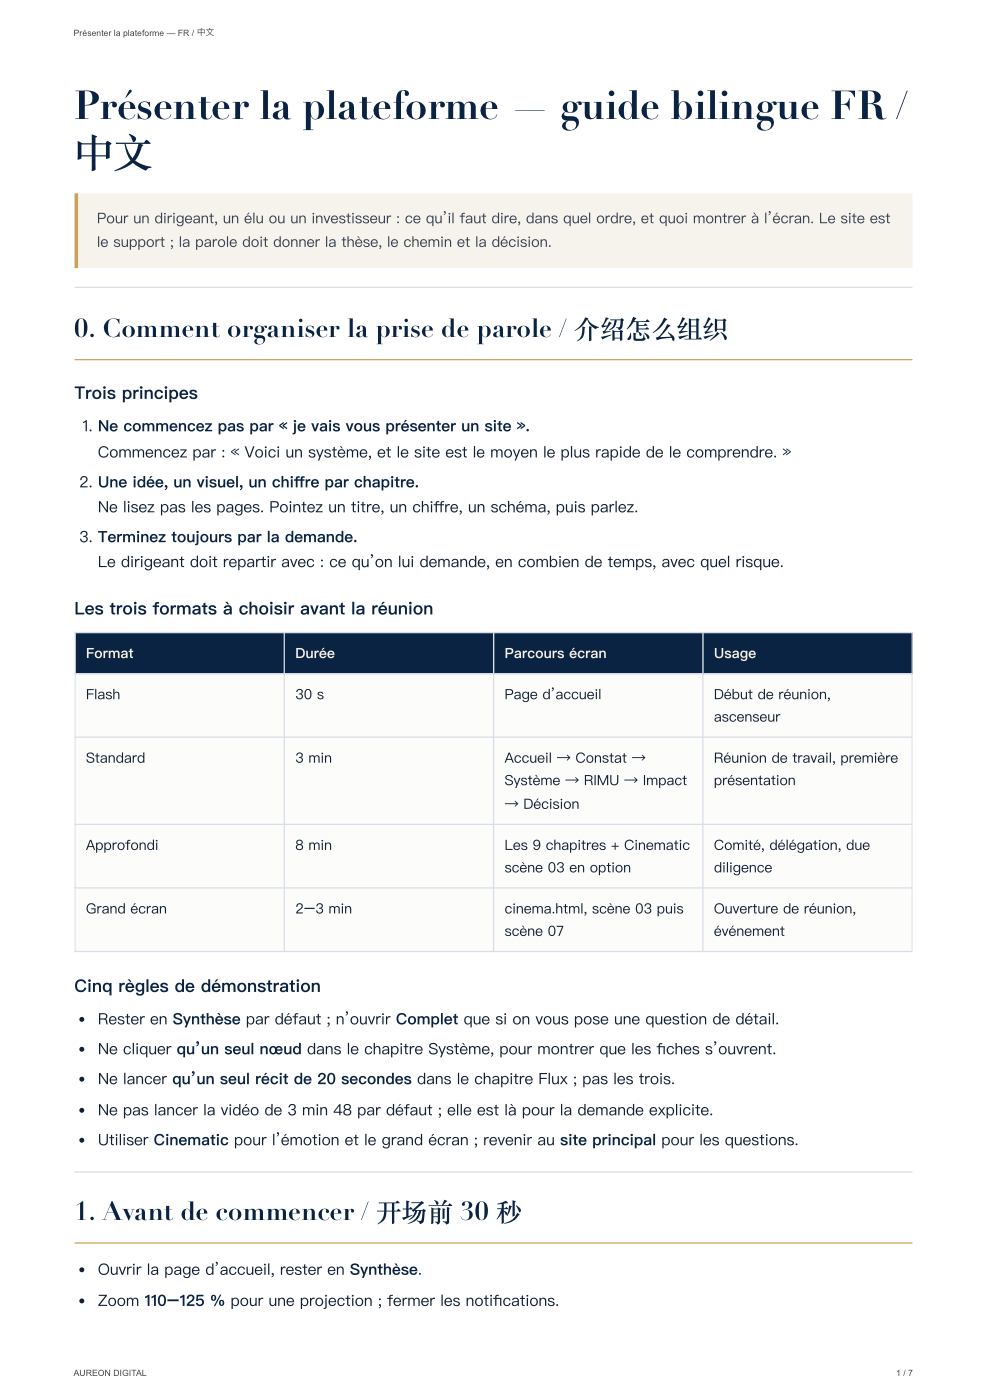 Présenter la plateforme — FR / 中文
Présenter la plateforme — guide bilingue FR /
中文
Pour un dirigeant, un élu ou un investisseur : ce qu’il faut dire, dans quel ordre, et quoi montrer à l’écran. Le site est
le support ; la parole doit donner la thèse, le chemin et la décision.
0. Comment organiser la prise de parole / 介绍怎么组织
Trois principes
1. Ne commencez pas par « je vais vous présenter un site ».
Commencez par : « Voici un système, et le site est le moyen le plus rapide de le comprendre. »
2. Une idée, un visuel, un chiffre par chapitre.
Ne lisez pas les pages. Pointez un titre, un chiffre, un schéma, puis parlez.
3. Terminez toujours par la demande.
Le dirigeant doit repartir avec : ce qu’on lui demande, en combien de temps, avec quel risque.
Les trois formats à choisir avant la réunion
Format Durée Parcours écran Usage
Flash 30 s Page d’accueil Début de réunion,
ascenseur
Standard 3 min Accueil → Constat → Réunion de travail, première
Système → RIMU → Impact présentation
→ Décision
Approfondi 8 min Les 9 chapitres + Cinematic Comité, délégation, due
scène 03 en option diligence
Grand écran 2–3 min cinema.html, scène 03 puis Ouverture de réunion,
scène 07 événement
Cinq règles de démonstration
• Rester en Synthèse par défaut ; n’ouvrir Complet que si on vous pose une question de détail.
• Ne cliquer qu’un seul nœud dans le chapitre Système, pour montrer que les fiches s’ouvrent.
• Ne lancer qu’un seul récit de 20 secondes dans le chapitre Flux ; pas les trois.
• Ne pas lancer la vidéo de 3 min 48 par défaut ; elle est là pour la demande explicite.
• Utiliser Cinematic pour l’émotion et le grand écran ; revenir au site principal pour les questions.
1. Avant de commencer / 开场前 30 秒
• Ouvrir la page d’accueil, rester en Synthèse.
• Zoom 110–125 % pour une projection ; fermer les notifications.
AUREON DIGITAL 1 / 7